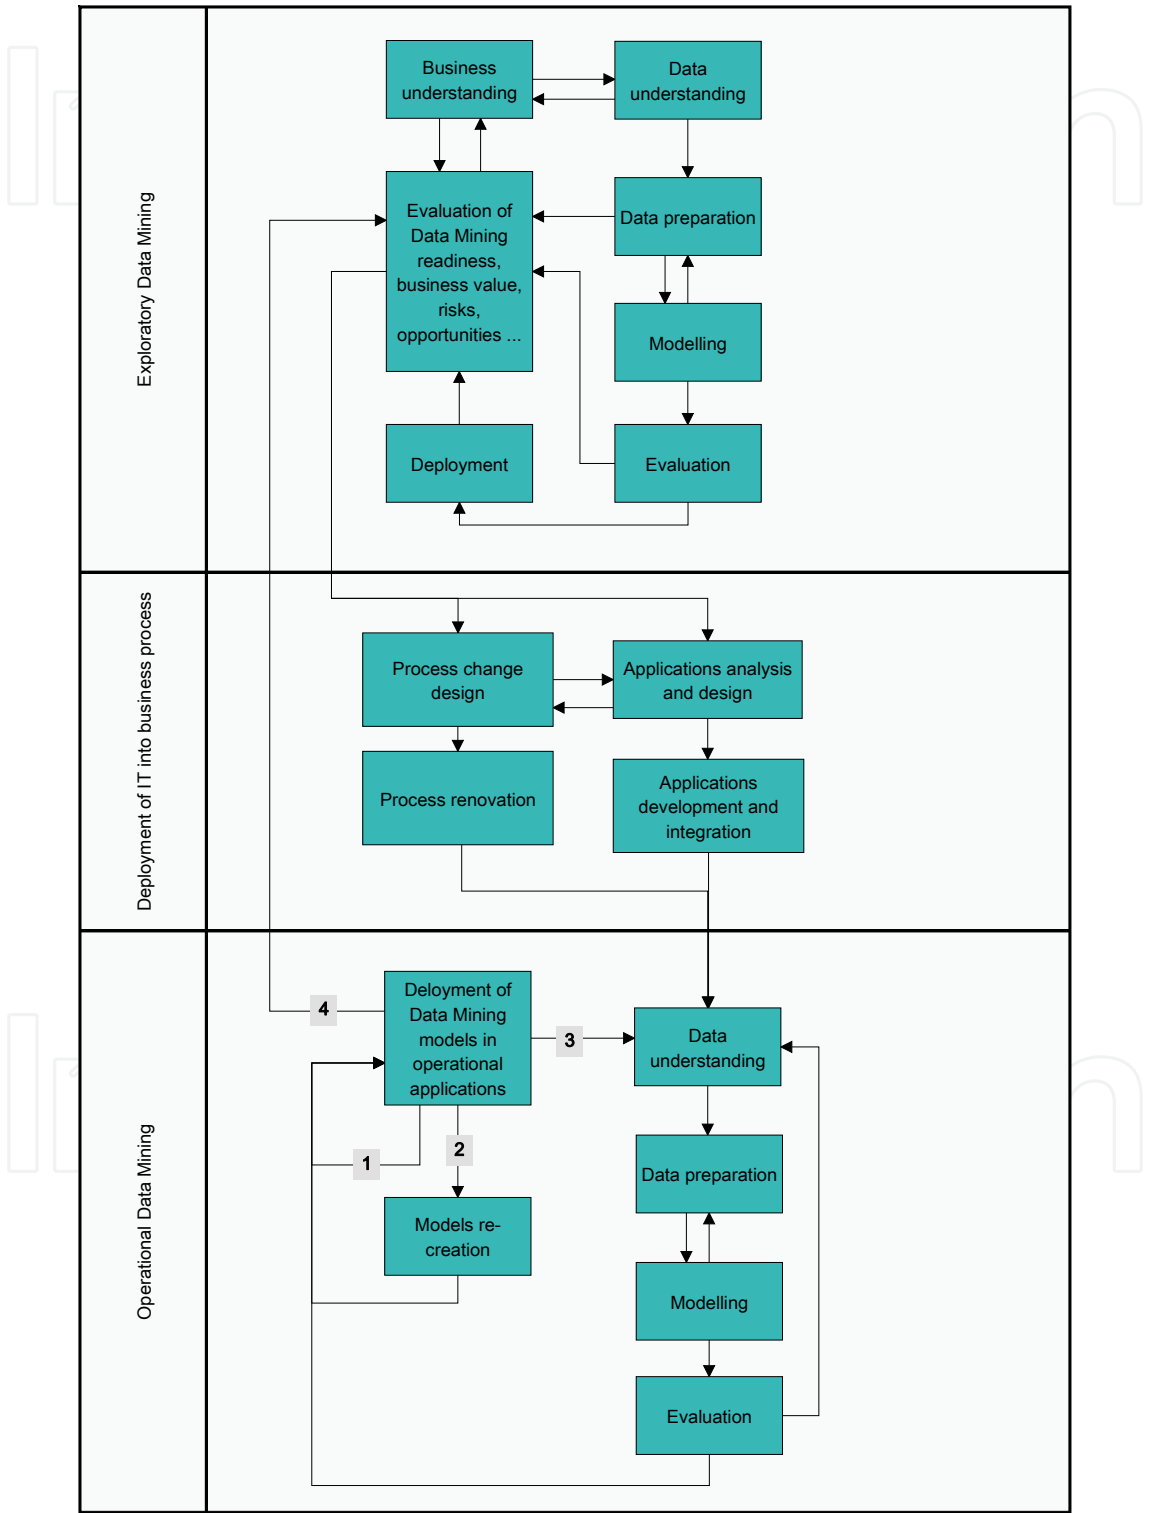 Exploratory Data Mining
Business
understanding
Data
understanding
Evaluation of
Data Mining
readiness,
business value,
risks,
opportunities ...
Data preparation
Modelling
Deployment
Evaluation
Deployment of IT into business process
Process change
design
Applications analysis
and design
Process renovation
Applications
development and
integration
Operational Data Mining
Deloyment of
Data Mining
models in
operational
applications
4
3
Data
understanding
1
2
Data preparation
Models re-
creation
Modelling
Evaluation